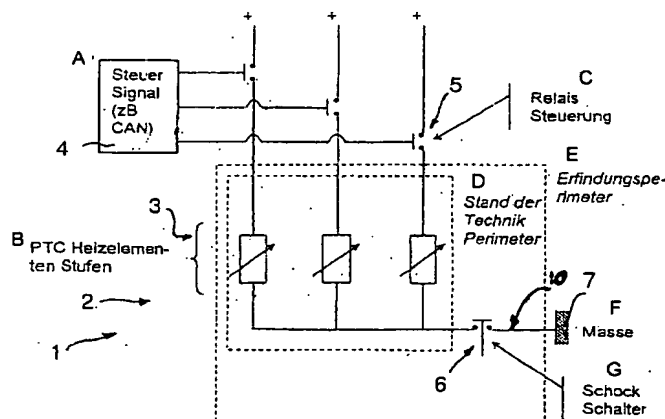 +
+
+
A
Steuer
Signal
(zB
CAN)
4
5
C
Relais
Steuerung
E
Erfindungspe-
rimeter
D
Stand der
Technik
Perimeter
3
B
PTC Heizelemen-
ten Stufen
2
1
10
7
F
Masse
6
G
Schock
Schalter